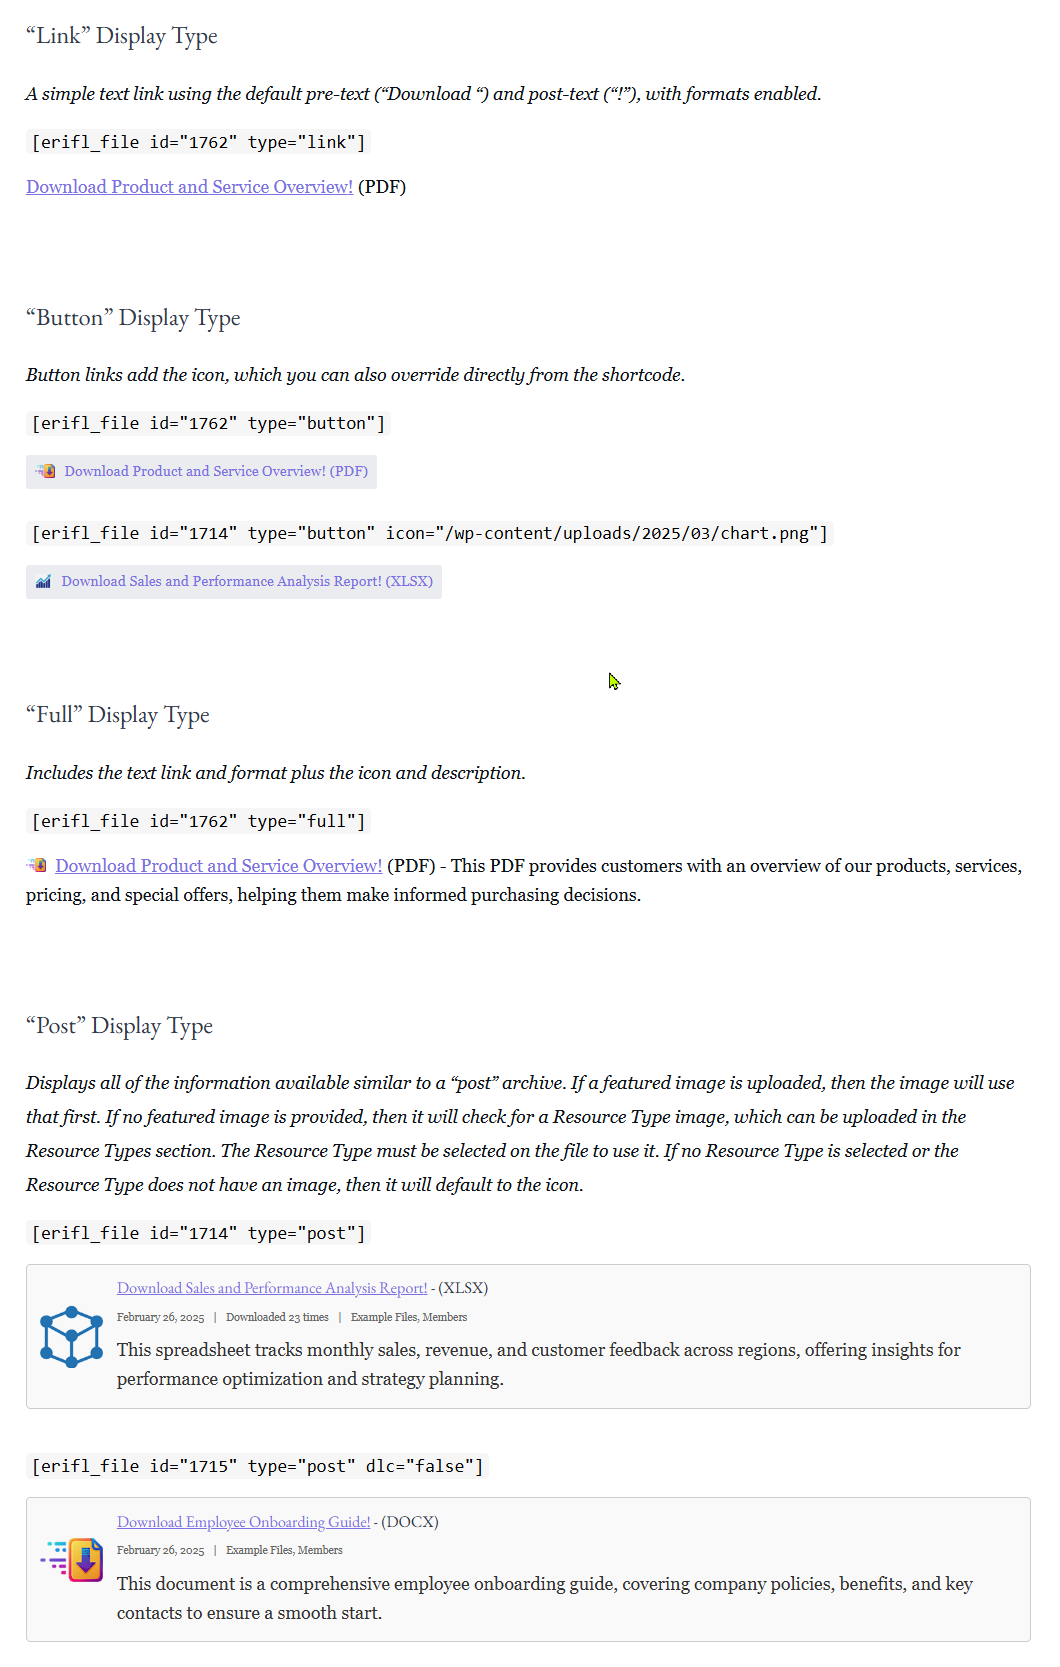 “Link” Display Type
A simple text link using the default pre-text (“Download “) and post-text (“!”), with formats enabled.
[erifl_file id="1762" type="link"]
Download Product and Service Overview! (PDF)
“Button” Display Type
Button links add the icon, which you can also override directly from the shortcode.
[erifl_file id="1762" type="button"]
Download Product and Service Overview! (PDF)
[erifl_file id="1714" type="button" icon="/wp-content/uploads/2025/03/chart.png"]
Download Sales and Performance Analysis Report! (XLSX)
“Full” Display Type
Includes the text link and format plus the icon and description.
[erifl_file id="1762" type="full"]
Download Product and Service Overview! (PDF) - This PDF provides customers with an overview of our products, services,
pricing, and special offers, helping them make informed purchasing decisions.
“Post” Display Type
Displays all of the information available similar to a “post” archive. If a featured image is uploaded, then the image will use
that first. If no featured image is provided, then it will check for a Resource Type image, which can be uploaded in the
Resource Types section. The Resource Type must be selected on the file to use it. If no Resource Type is selected or the
Resource Type does not have an image, then it will default to the icon.
[erifl_file id="1714" type="post"]
Download Sales and Performance Analysis Report! - (XLSX)
February 26, 2025 | Downloaded 23 times | Example Files, Members
This spreadsheet tracks monthly sales, revenue, and customer feedback across regions, offering insights for
performance optimization and strategy planning.
[erifl_file id="1715" type="post" dlc="false"]
Download Employee Onboarding Guide! - (DOCX)
February 26, 2025 | Example Files, Members
This document is a comprehensive employee onboarding guide, covering company policies, benefits, and key
contacts to ensure a smooth start.